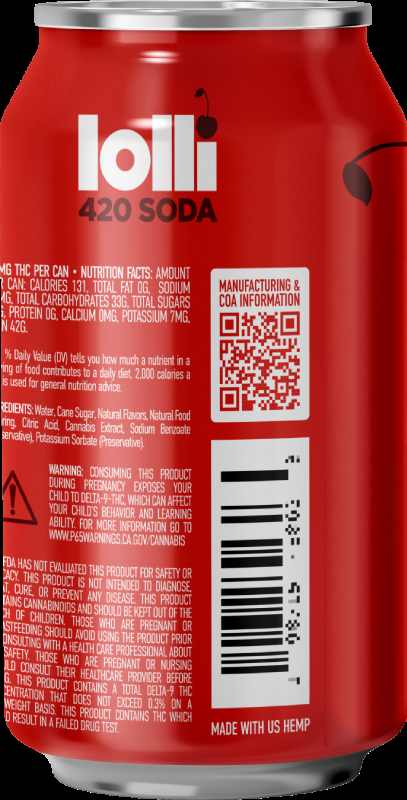 lolli
420 SODA
MG THC PER CAN • NUTRITION FACTS: AMOUNT
CAN: CALORIES 131, TOTAL FAT 0G, SODIUM
MG, TOTAL CARBOHYDRATES 33G, TOTAL SUGARS
PROTEIN 0G, CALCIUM 0MG, POTASSIUM 7MG,
42G.
% Daily Value (DV) tells you how much a nutrient in a
of food contributes to a daily diet. 2,000 calories a
is used for general nutrition advice.
REDIENTS: Water, Cane Sugar, Natural Flavors, Natural Food
ring, Citric Acid, Cannabis Extract, Sodium Benzoate
servative), Potassium Sorbate (Preservative).
WARNING: CONSUMING THIS PRODUCT
DURING PREGNANCY EXPOSES YOUR
CHILD TO DELTA-9-THC, WHICH CAN AFFECT
YOUR CHILD'S BEHAVIOR AND LEARNING
ABILITY. FOR MORE INFORMATION GO TO
WWW.P65WARNINGS.CA.GOV/CANNABIS
FDA HAS NOT EVALUATED THIS PRODUCT FOR SAFETY OR
CACY. THIS PRODUCT IS NOT INTENDED TO DIAGNOSE,
CURE, OR PREVENT ANY DISEASE. THIS PRODUCT
TAINS CANNABINOIDS AND SHOULD BE KEPT OUT OF THE
CH OF CHILDREN. THOSE WHO ARE PREGNANT OR
ASTFEEDING SHOULD AVOID USING THE PRODUCT PRIOR
ONSULTING WITH A HEALTH CARE PROFESSIONAL ABOUT
SAFETY. THOSE WHO ARE PREGNANT OR NURSING
ULD CONSULT THEIR HEALTHCARE PROVIDER BEFORE
G. THIS PRODUCT CONTAINS A TOTAL DELTA-9 THC
CENTRATION THAT DOES NOT EXCEED 0.3% ON A
WEIGHT BASIS. THIS PRODUCT CONTAINS THC WHICH
D RESULT IN A FAILED DRUG TEST.
MANUFACTURING &
COA INFORMATION
MADE WITH US HEMP